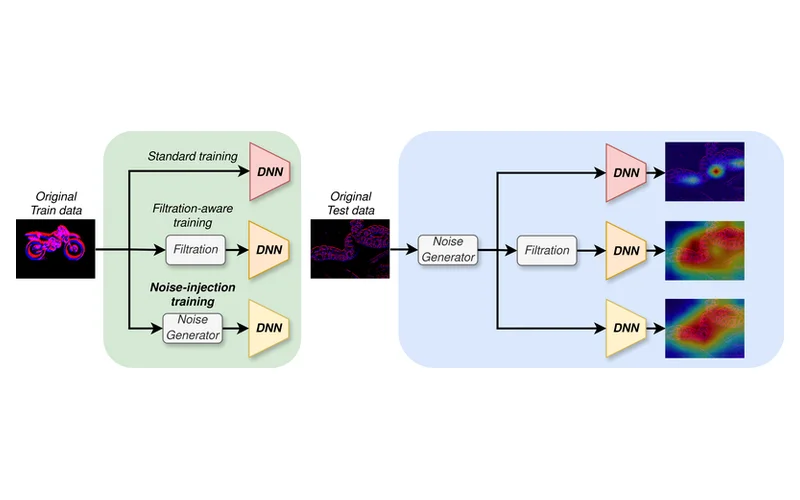 Original
Train data
Standard training
DNN
Filtration-aware
training
Filtration
DNN
Noise-injection
training
Noise
Generator
DNN
Original
Test data
Noise
Generator
DNN
Filtration
DNN
DNN